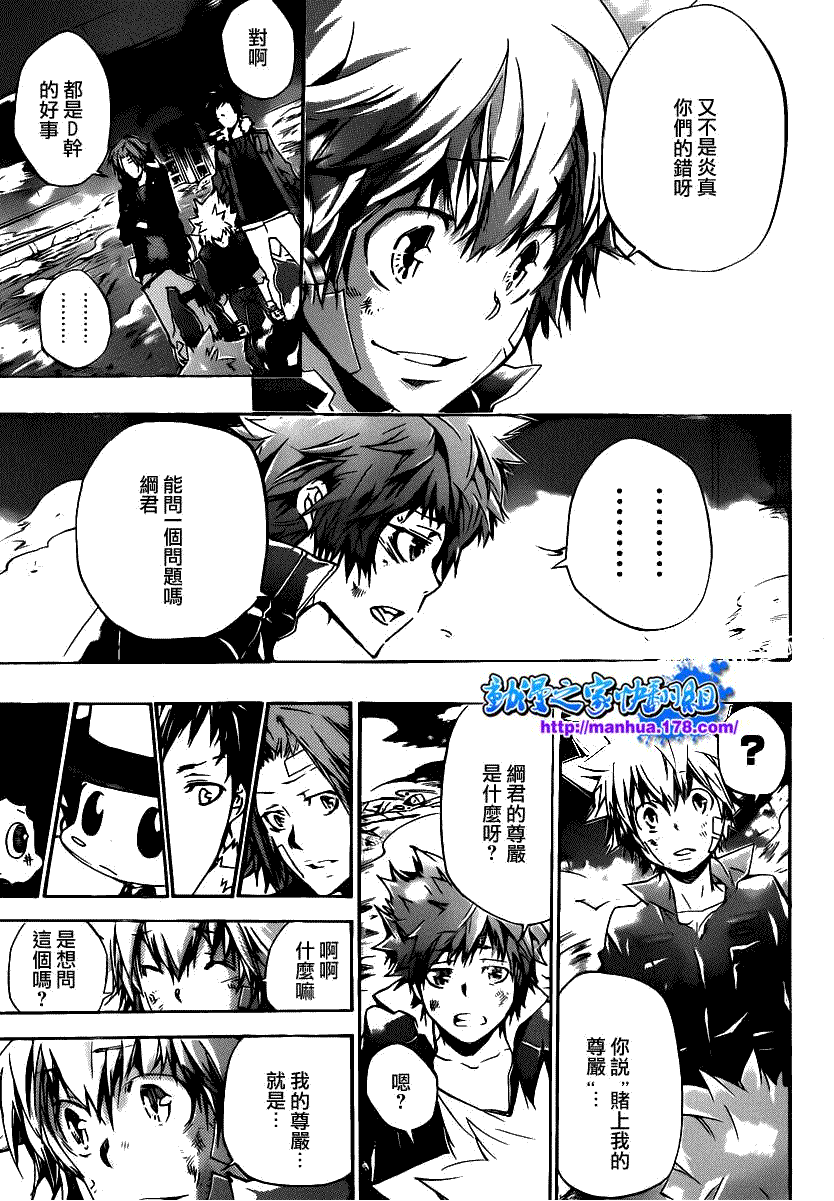 又不是炎真
你們的錯呀
對啊
都是D幹
的好事
⋯⋯
⋯⋯⋯
⋯⋯⋯
能問一個問題嗎
綱君
動漫之家汉化组
http://manhua.178.com/
?
你說"賭上我的
尊嚴"…
綱君的尊嚴
是什麼呀?
嗯?
啊啊
什麼嘛
是想問
這個嗎?
我的尊嚴…
就是…